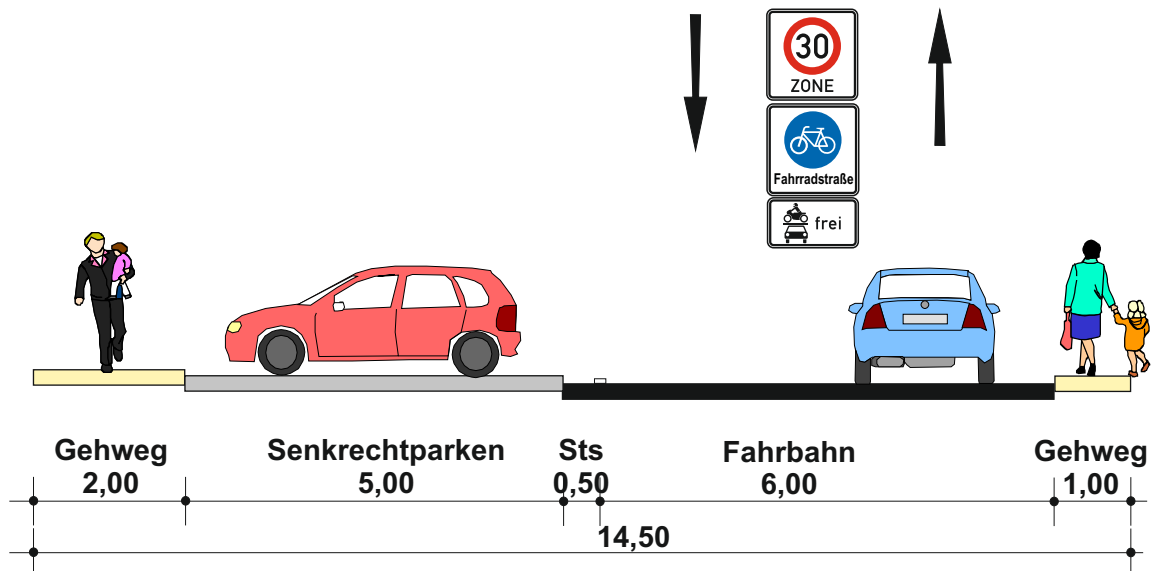 30
ZONE
Fahrradstraße
frei
Gehweg Senkrechtparken Sts Fahrbahn Gehweg
2,00 5,00 0,50 6,00 1,00
14,50